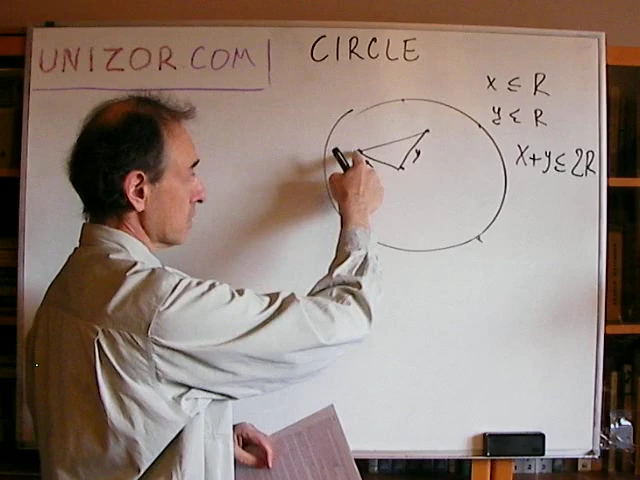 UNIZOR.COM
CIRCLE
x ≤ R
y ≤ R
x+y ≤ 2R
y